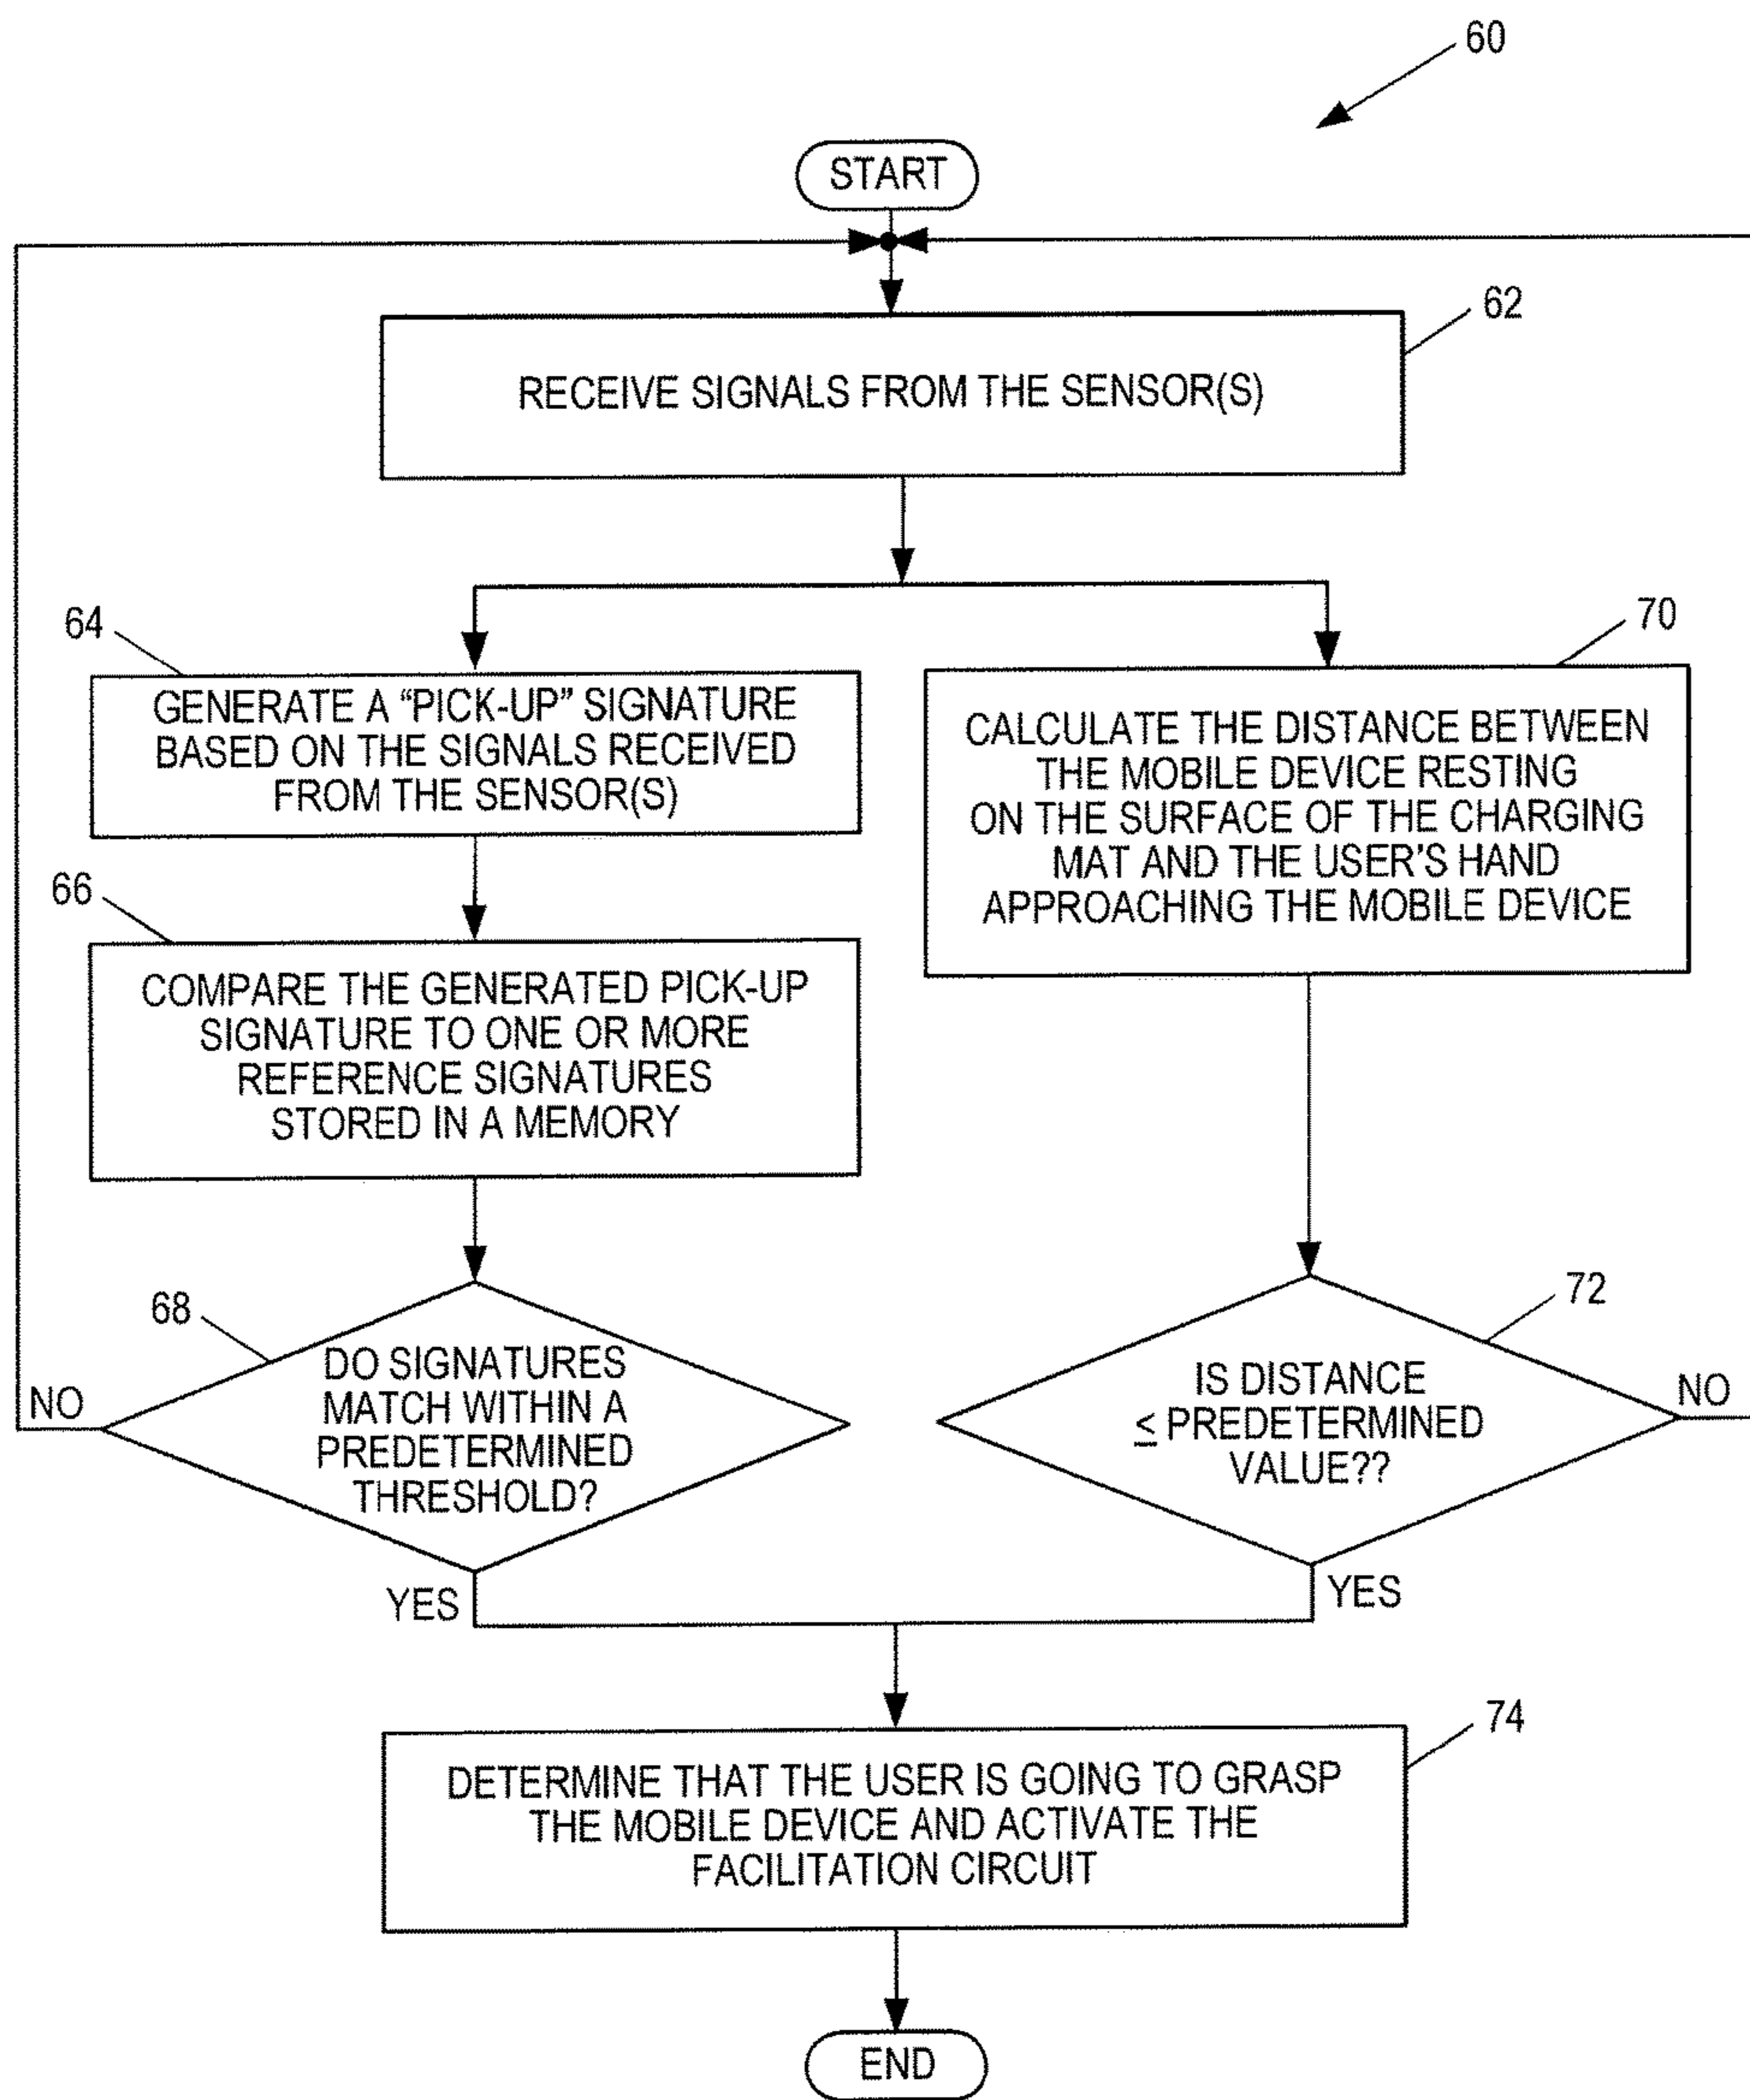 60
START
62
RECEIVE SIGNALS FROM THE SENSOR(S)
64
GENERATE A “PICK-UP” SIGNATURE
BASED ON THE SIGNALS RECEIVED
FROM THE SENSOR(S)
70
CALCULATE THE DISTANCE BETWEEN
THE MOBILE DEVICE RESTING
ON THE SURFACE OF THE CHARGING
MAT AND THE USER'S HAND
APPROACHING THE MOBILE DEVICE
66
COMPARE THE GENERATED PICK-UP
SIGNATURE TO ONE OR MORE
REFERENCE SIGNATURES
STORED IN A MEMORY
68
DO SIGNATURES
MATCH WITHIN A
PREDETERMINED
THRESHOLD?
NO
YES
72
IS DISTANCE
≤ PREDETERMINED
VALUE??
NO
YES
74
DETERMINE THAT THE USER IS GOING TO GRASP
THE MOBILE DEVICE AND ACTIVATE THE
FACILITATION CIRCUIT
END